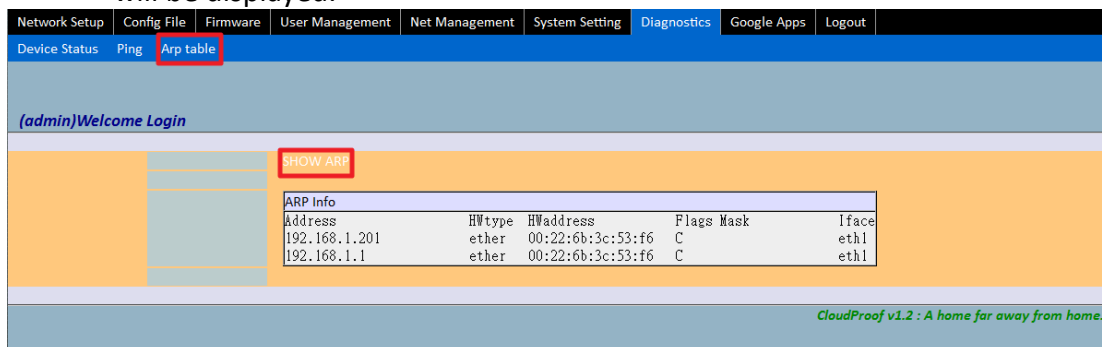 will be displayed.
Network Setup Config File Firmware User Management Net Management System Setting Diagnostics Google Apps Logout
Device Status Ping Arp table
(admin)Welcome Login
SHOW ARP
ARP Info
Address HWtype HWaddress Flags Mask Iface
192.168.1.201 ether 00:22:6b:3c:53:f6 C eth1
192.168.1.1 ether 00:22:6b:3c:53:f6 C eth1
CloudProof v1.2 : A home far away from home.